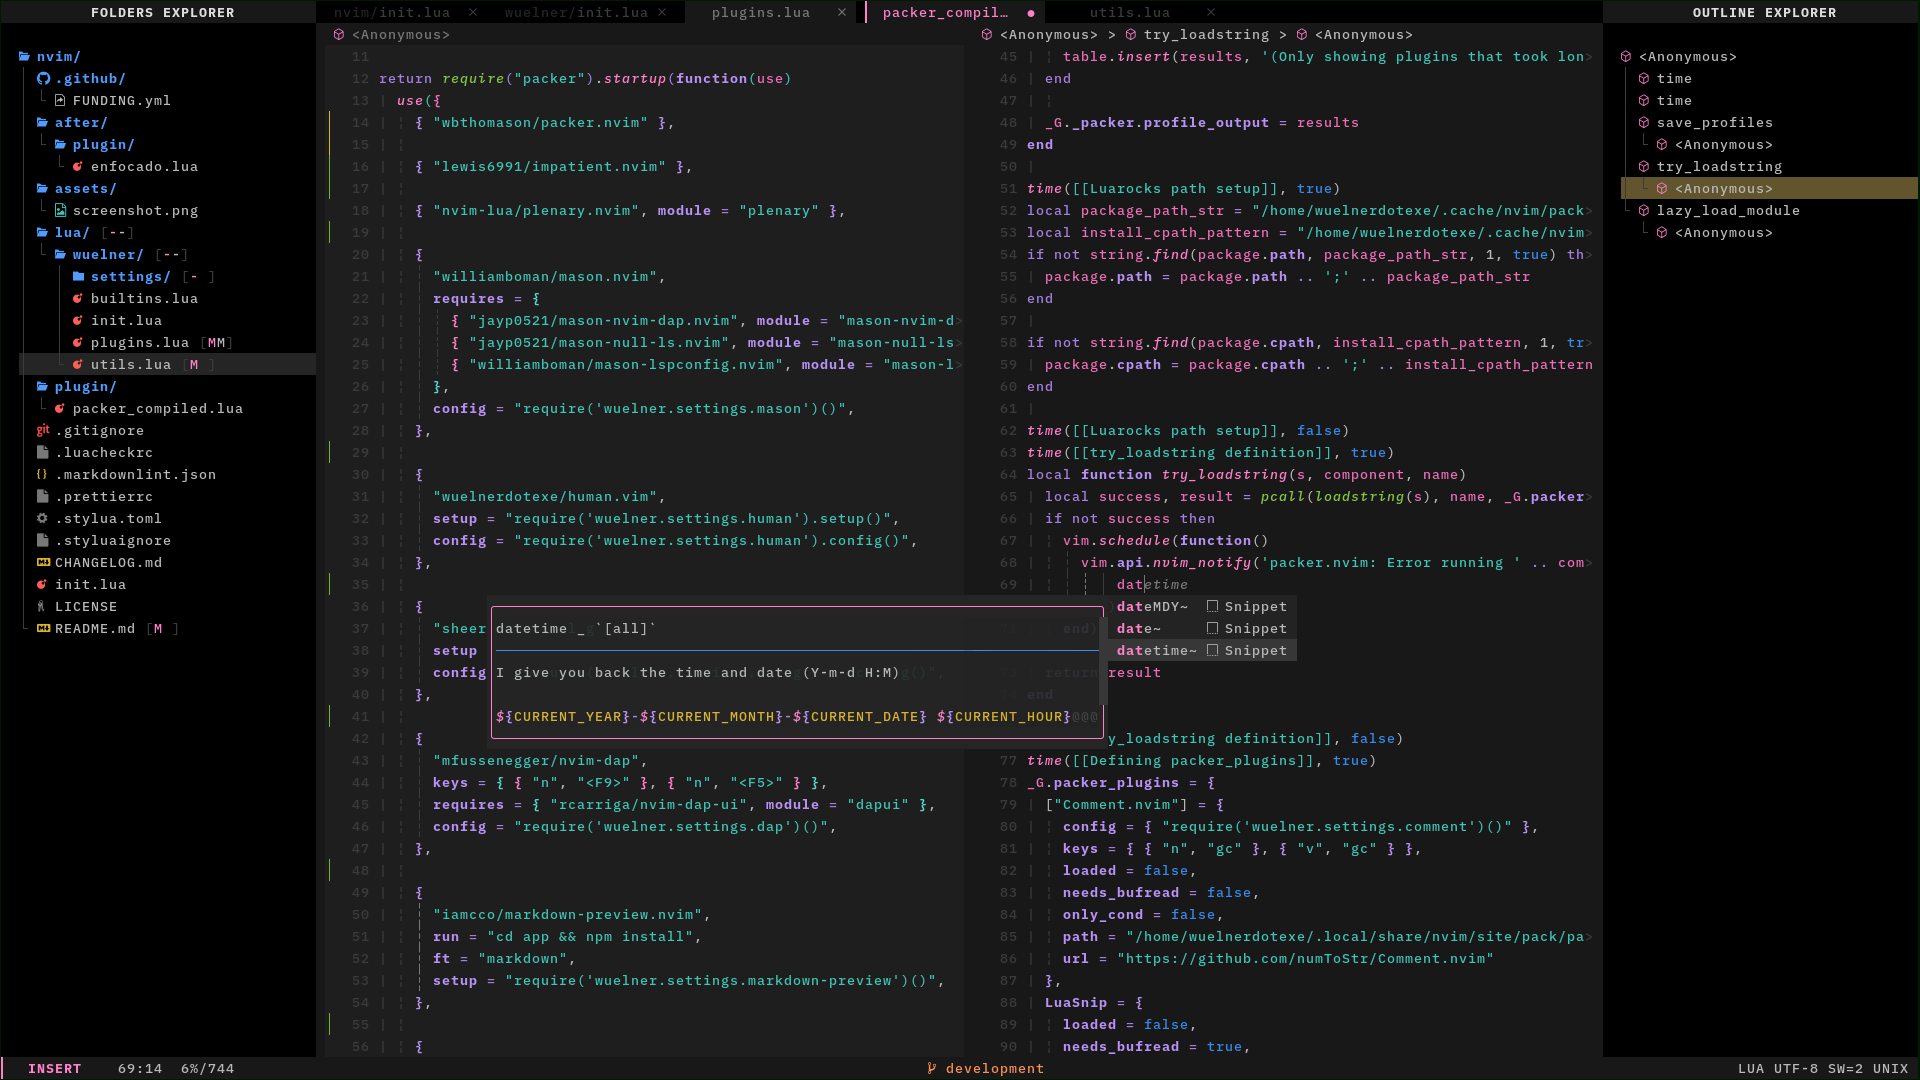 FOLDERS EXPLORER
nvim/init.lua ×
wuelner/init.lua ×
plugins.lua ×
packer_compil… ●
utils.lua ×
OUTLINE EXPLORER
nvim/
.github/
FUNDING.yml
after/
plugin/
enfocado.lua
assets/
screenshot.png
lua/ [--]
wuelner/ [--]
settings/ [- ]
builtins.lua
init.lua
plugins.lua [MM]
utils.lua [M ]
plugin/
packer_compiled.lua
git .gitignore
.luacheckrc
{} .markdownlint.json
.prettierrc
.stylua.toml
.styluaignore
CHANGELOG.md
init.lua
LICENSE
README.md [M ]
<Anonymous>
11
12 return require("packer").startup(function(use)
13 use({
14 { "wbthomason/packer.nvim" },
15
16 { "lewis6991/impatient.nvim" },
17
18 { "nvim-lua/plenary.nvim", module = "plenary" },
19
20 {
21 "williamboman/mason.nvim",
22 requires = {
23 { "jayp0521/mason-nvim-dap.nvim", module = "mason-nvim-d>
24 { "jayp0521/mason-null-ls.nvim", module = "mason-null-ls>
25 { "williamboman/mason-lspconfig.nvim", module = "mason-l>
26 },
27 config = "require('wuelner.settings.mason')()",
28 },
29
30 {
31 "wuelnerdotexe/human.vim",
32 setup = "require('wuelner.settings.human').setup()",
33 config = "require('wuelner.settings.human').config()",
34 },
35
36 {
37 "sheer
38 setup
39 config
40 },
41
42 {
43 "mfussenegger/nvim-dap",
44 keys = { { "n", "<F9>" }, { "n", "<F5>" } },
45 requires = { "rcarriga/nvim-dap-ui", module = "dapui" },
46 config = "require('wuelner.settings.dap')()",
47 },
48
49 {
50 "iamcco/markdown-preview.nvim",
51 run = "cd app && npm install",
52 ft = "markdown",
53 setup = "require('wuelner.settings.markdown-preview')()",
54 },
55
56 {
datetime _ `[all]`
I give you back the time and date (Y-m-d H:M)
${CURRENT_YEAR}-${CURRENT_MONTH}-${CURRENT_DATE} ${CURRENT_HOUR}@@@
<Anonymous> > try_loadstring > <Anonymous>
45 table.insert(results, '(Only showing plugins that took lon>
46 end
47
48 _G._packer.profile_output = results
49 end
50
51 time([[Luarocks path setup]], true)
52 local package_path_str = "/home/wuelnerdotexe/.cache/nvim/pack>
53 local install_cpath_pattern = "/home/wuelnerdotexe/.cache/nvim>
54 if not string.find(package.path, package_path_str, 1, true) th>
55 package.path = package.path .. ';' .. package_path_str
56 end
57
58 if not string.find(package.cpath, install_cpath_pattern, 1, tr>
59 package.cpath = package.cpath .. ';' .. install_cpath_pattern
60 end
61
62 time([[Luarocks path setup]], false)
63 time([[try_loadstring definition]], true)
64 local function try_loadstring(s, component, name)
65 local success, result = pcall(loadstring(s), name, _G.packer>
66 if not success then
67 vim.schedule(function()
68 vim.api.nvim_notify('packer.nvim: Error running ' .. com>
69 datetime
dateMDY~ Snippet
date~ Snippet
datetime~ Snippet
end)
return result
end
y_loadstring definition]], false)
77 time([[Defining packer_plugins]], true)
78 _G.packer_plugins = {
79 ["Comment.nvim"] = {
80 config = { "require('wuelner.settings.comment')()" },
81 keys = { { "n", "gc" }, { "v", "gc" } },
82 loaded = false,
83 needs_bufread = false,
84 only_cond = false,
85 path = "/home/wuelnerdotexe/.local/share/nvim/site/pack/pa>
86 url = "https://github.com/numToStr/Comment.nvim"
87 },
88 LuaSnip = {
89 loaded = false,
90 needs_bufread = true,
<Anonymous>
time
time
save_profiles
<Anonymous>
try_loadstring
<Anonymous>
lazy_load_module
<Anonymous>
INSERT 69:14 6%/744
development
LUA UTF-8 SW=2 UNIX